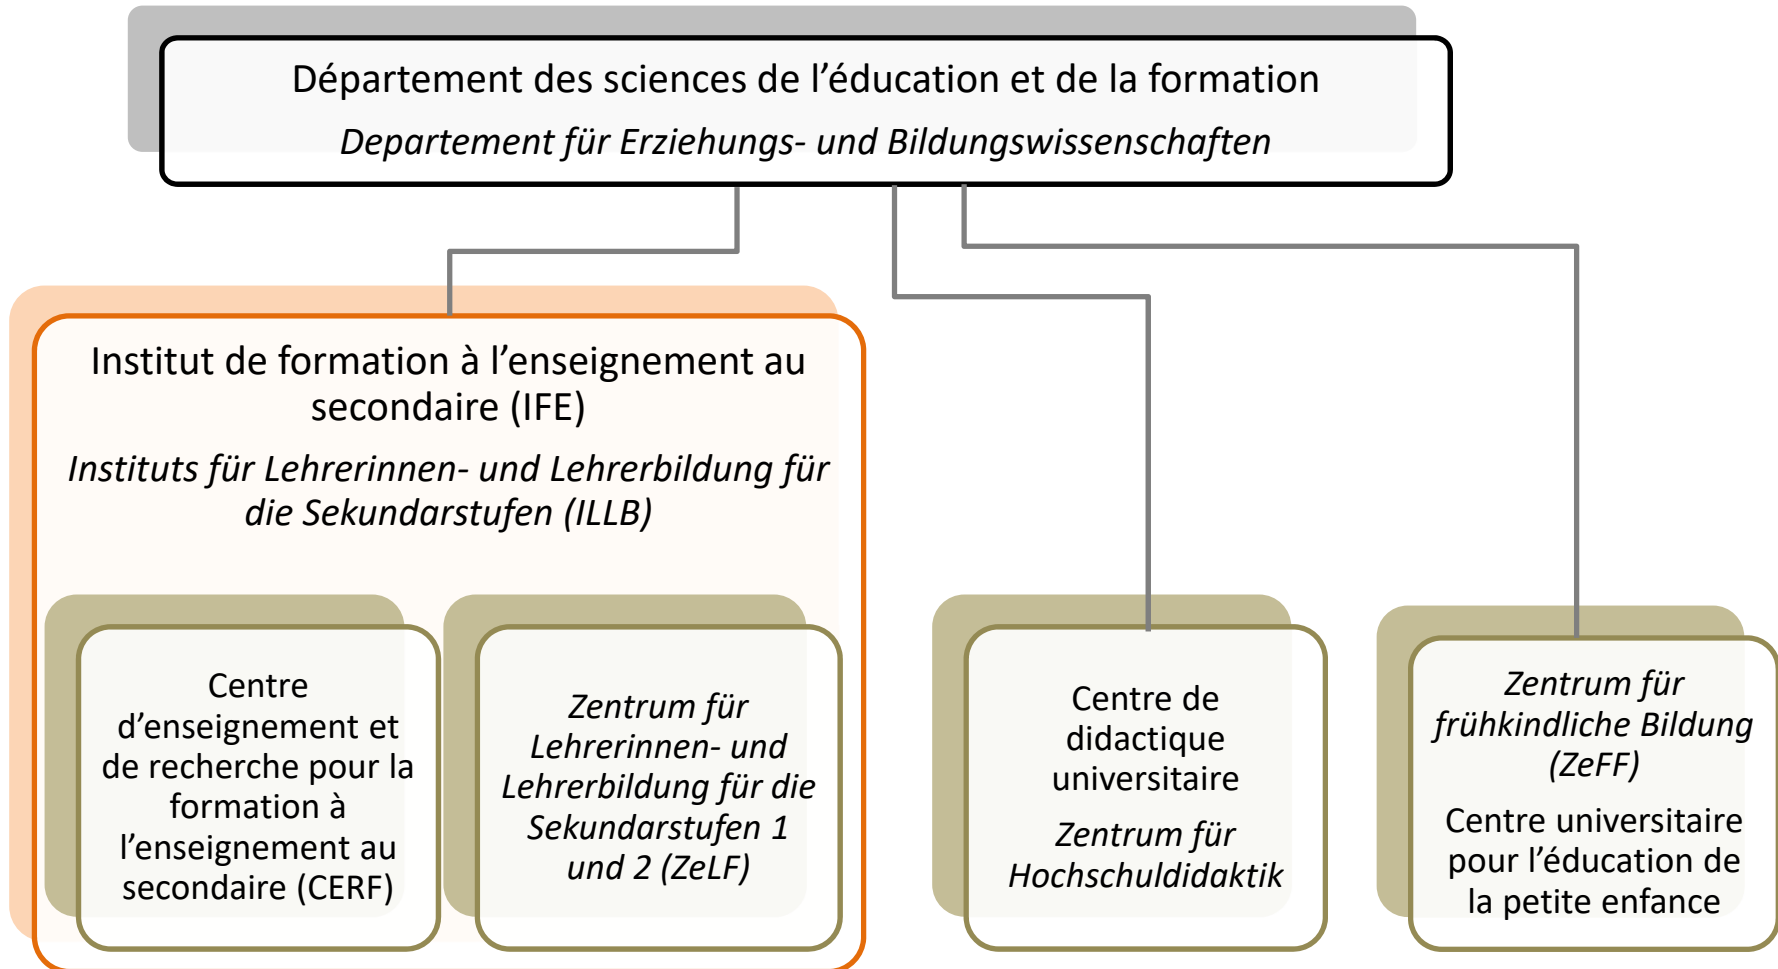 Département des sciences de l’éducation et de la formation
Departement für Erziehungs- und Bildungswissenschaften
Institut de formation à l’enseignement au
secondaire (IFE)
Instituts für Lehrerinnen- und Lehrerbildung für
die Sekundarstufen (ILLB)
Centre
d’enseignement et
de recherche pour la
formation à
l’enseignement au
secondaire (CERF)
Zentrum für
Lehrerinnen- und
Lehrerbildung für die
Sekundarstufen 1
und 2 (ZeLF)
Centre de
didactique
universitaire
Zentrum für
Hochschuldidaktik
Zentrum für
frühkindliche Bildung
(ZeFF)
Centre universitaire
pour l’éducation de
la petite enfance